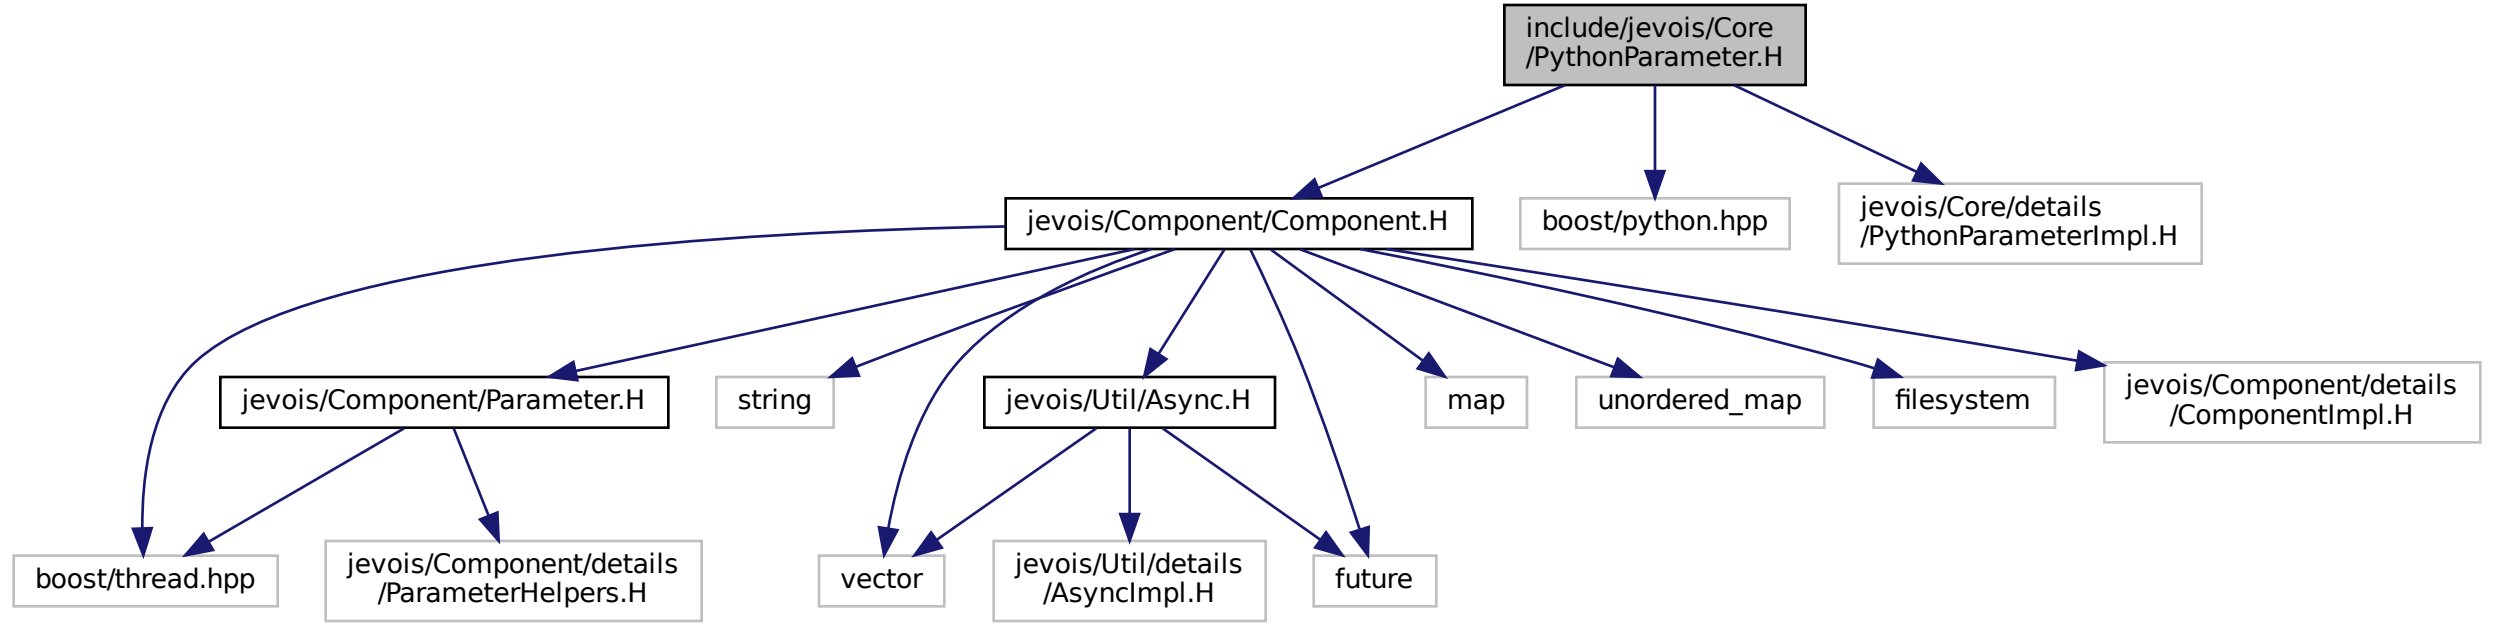 include/jevois/Core
/PythonParameter.H
jevois/Component/Component.H
boost/python.hpp
jevois/Core/details
/PythonParameterImpl.H
jevois/Component/Parameter.H
string
jevois/Util/Async.H
map
unordered_map
filesystem
jevois/Component/details
/ComponentImpl.H
boost/thread.hpp
jevois/Component/details
/ParameterHelpers.H
vector
jevois/Util/details
/AsyncImpl.H
future